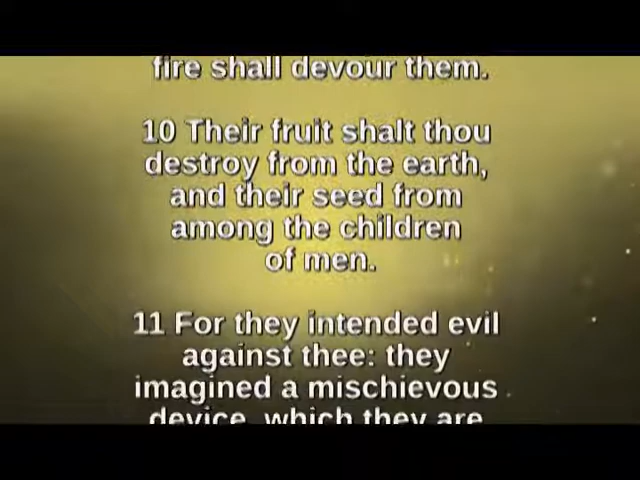 fire shall devour them.
10 Their fruit shalt thou
destroy from the earth,
and their seed from
among the children
of men.
11 For they intended evil
against thee: they
imagined a mischievous
device, which they are